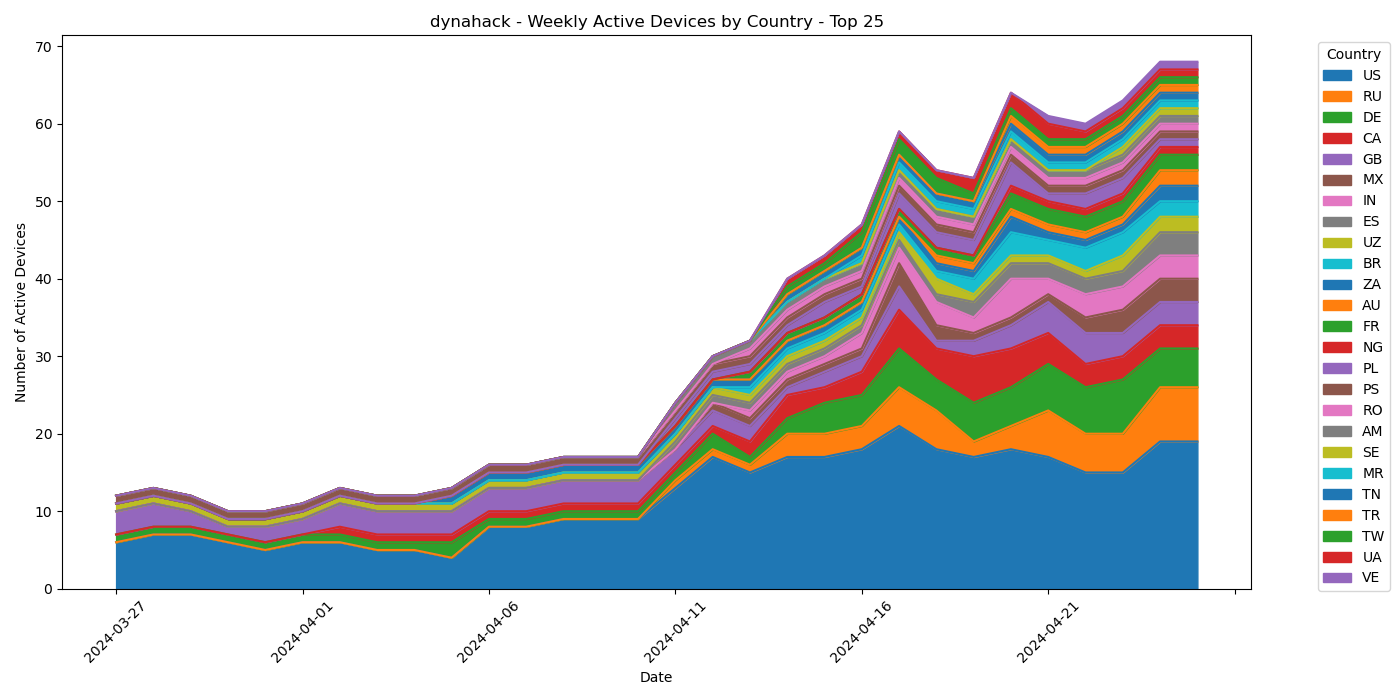 dynahack - Weekly Active Devices by Country - Top 25
70
60
50
40
30
20
10
0
Number of Active Devices
2024-03-27
2024-04-01
2024-04-06
2024-04-11
2024-04-16
2024-04-21
Date
Country
US
RU
DE
CA
GB
MX
IN
ES
UZ
BR
ZA
AU
FR
NG
PL
PS
RO
AM
SE
MR
TN
TR
TW
UA
VE